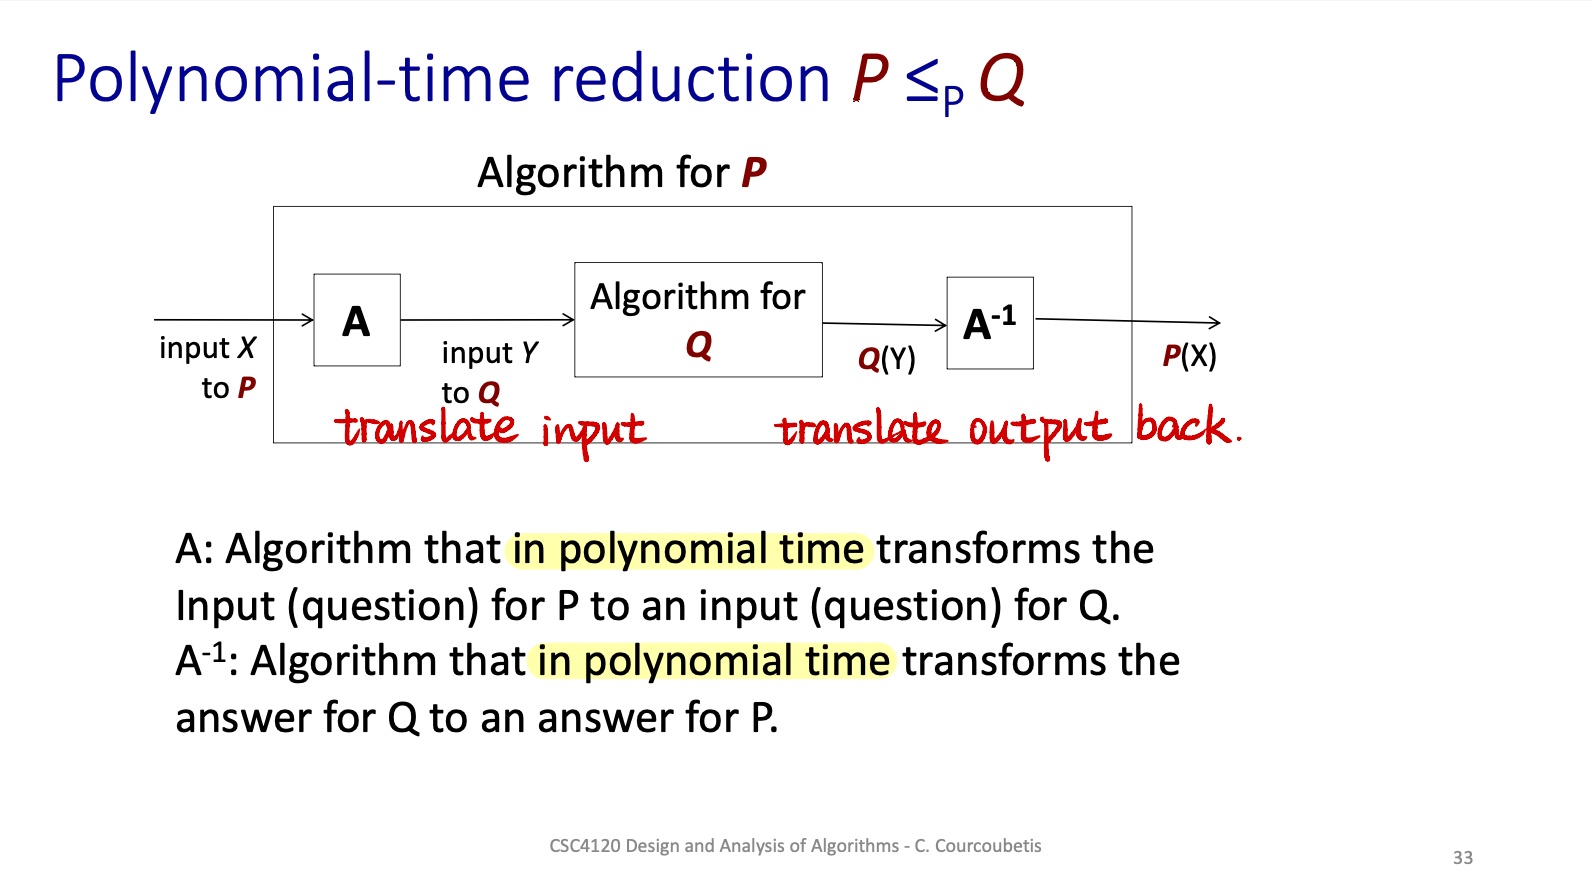 Polynomial-time reduction P ≤P Q
Algorithm for P
A
Algorithm for
Q
A-1
input X
to P
input Y
to Q
Q(Y)
P(X)
translate input
translate output back.
A: Algorithm that in polynomial time transforms the
Input (question) for P to an input (question) for Q.
A-1: Algorithm that in polynomial time transforms the
answer for Q to an answer for P.
CSC4120 Design and Analysis of Algorithms - C. Courcoubetis
33